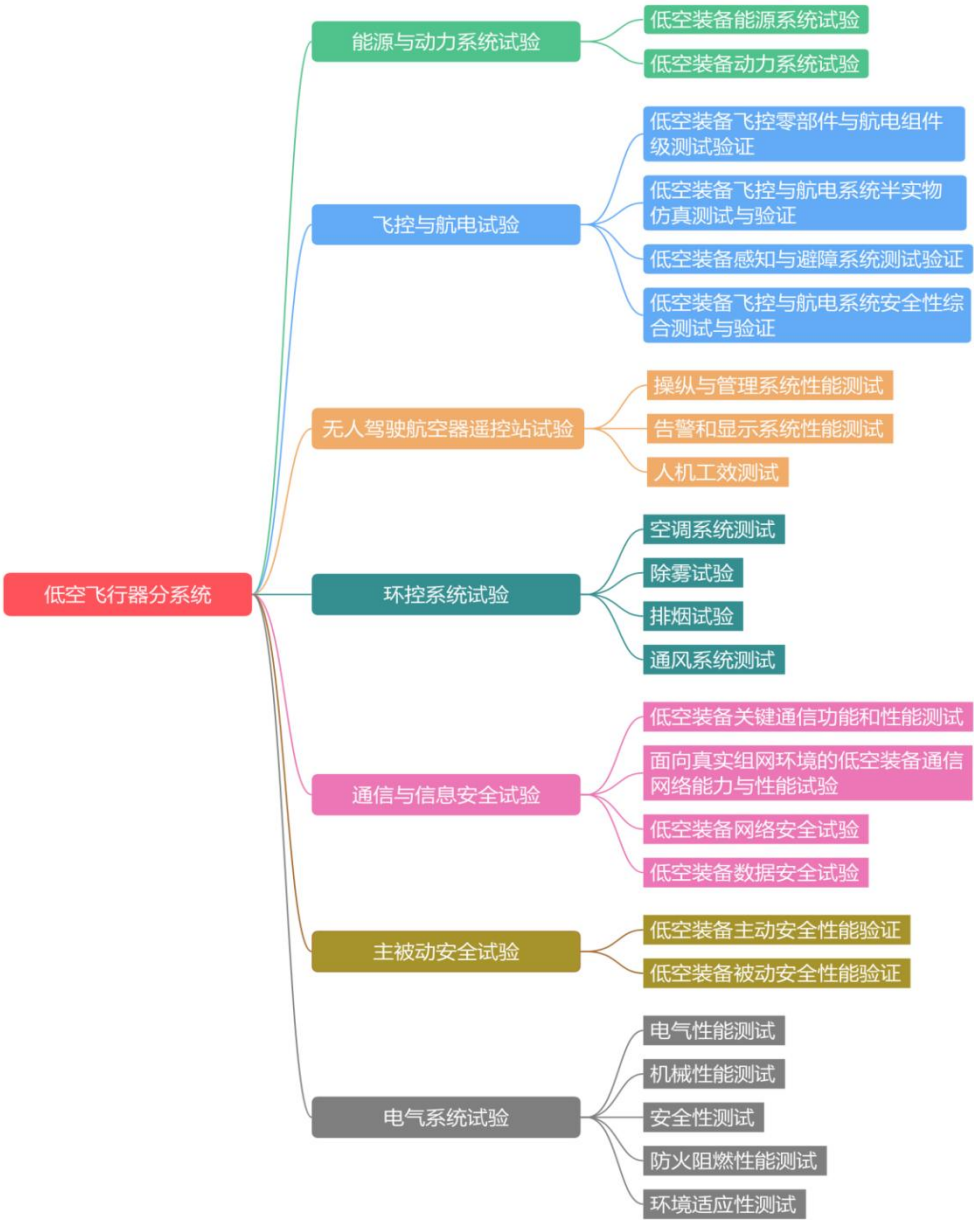 低空飞行器分系统
能源与动力系统试验
低空装备能源系统试验
低空装备动力系统试验
飞控与航电试验
低空装备飞控零部件与航电组件
级测试验证
低空装备飞控与航电系统半实物
仿真测试与验证
低空装备感知与避障系统测试验证
低空装备飞控与航电系统安全性综
合测试与验证
无人驾驶航空器遥控站试验
操纵与管理系统性能测试
告警和显示系统性能测试
人机工效测试
环控系统试验
空调系统测试
除雾试验
排烟试验
通风系统测试
通信与信息安全试验
低空装备关键通信功能和性能测试
面向真实组网环境的低空装备通信
网络能力与性能试验
低空装备网络安全试验
低空装备数据安全试验
主被动安全试验
低空装备主动安全性能验证
低空装备被动安全性能验证
电气系统试验
电气性能测试
机械性能测试
安全性测试
防火阻燃性能测试
环境适应性测试